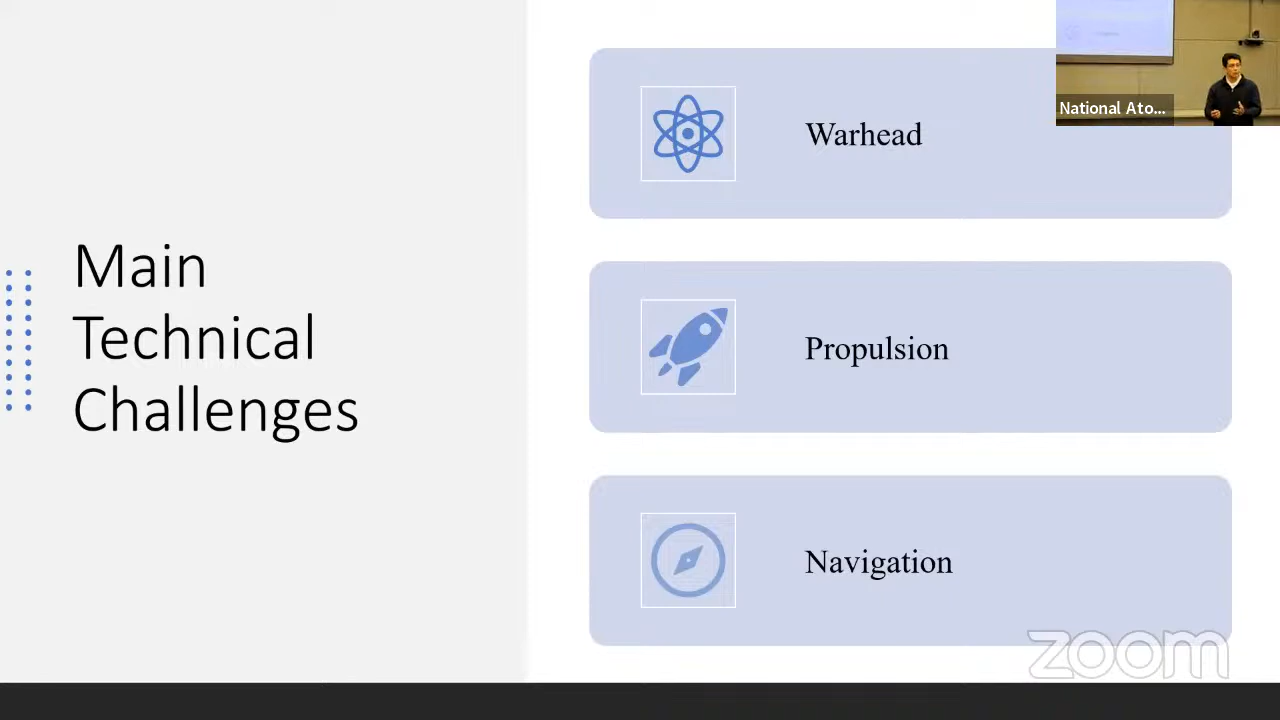 National Ato...
Main
Technical
Challenges
Warhead
Propulsion
Navigation
zoom